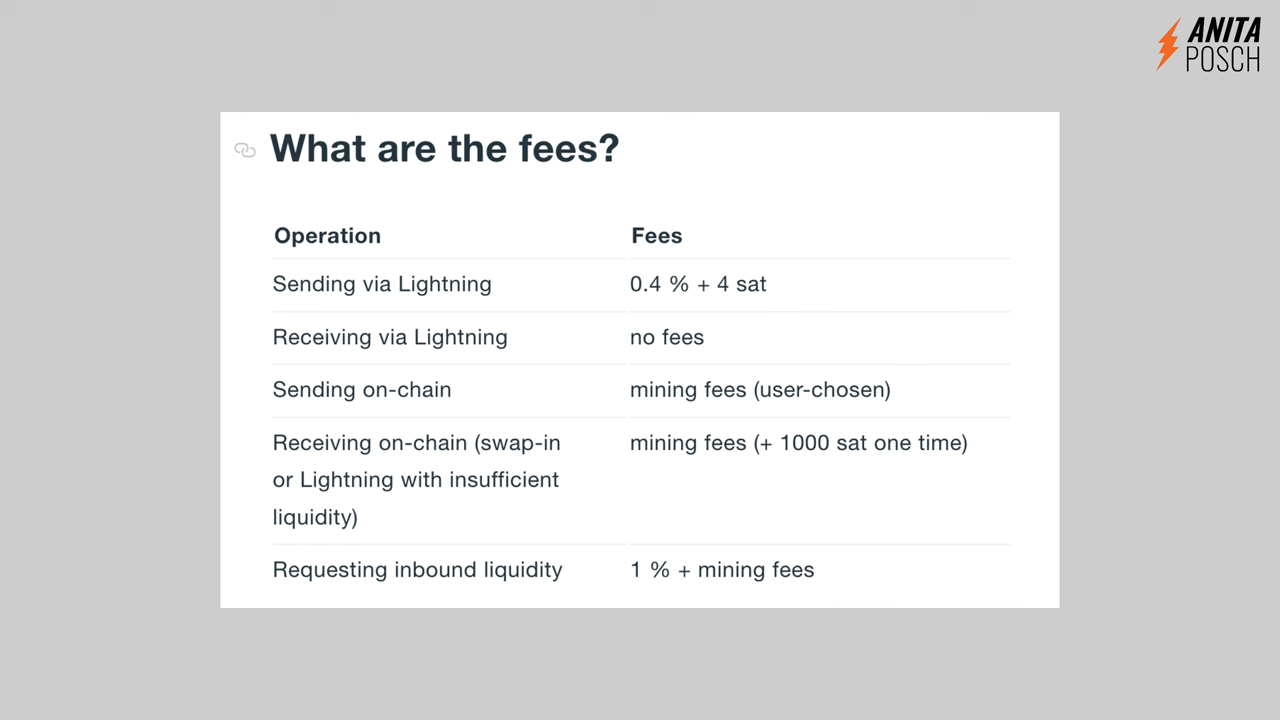 ANITA
POSCH
What are the fees?
Operation Fees
Sending via Lightning 0.4 % + 4 sat
Receiving via Lightning no fees
Sending on-chain mining fees (user-chosen)
Receiving on-chain (swap-in mining fees (+ 1000 sat one time)
or Lightning with insufficient
liquidity)
Requesting inbound liquidity 1 % + mining fees